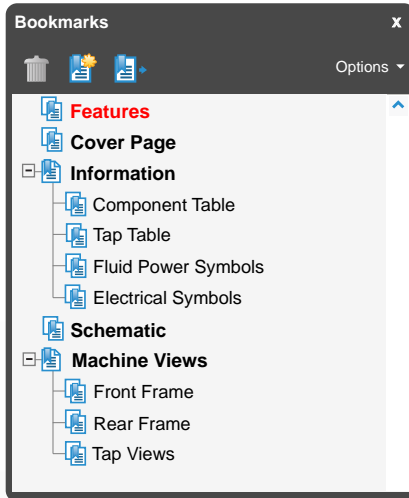 Bookmarks x
Options
Features
Cover Page
Information
Component Table
Tap Table
Fluid Power Symbols
Electrical Symbols
Schematic
Machine Views
Front Frame
Rear Frame
Tap Views